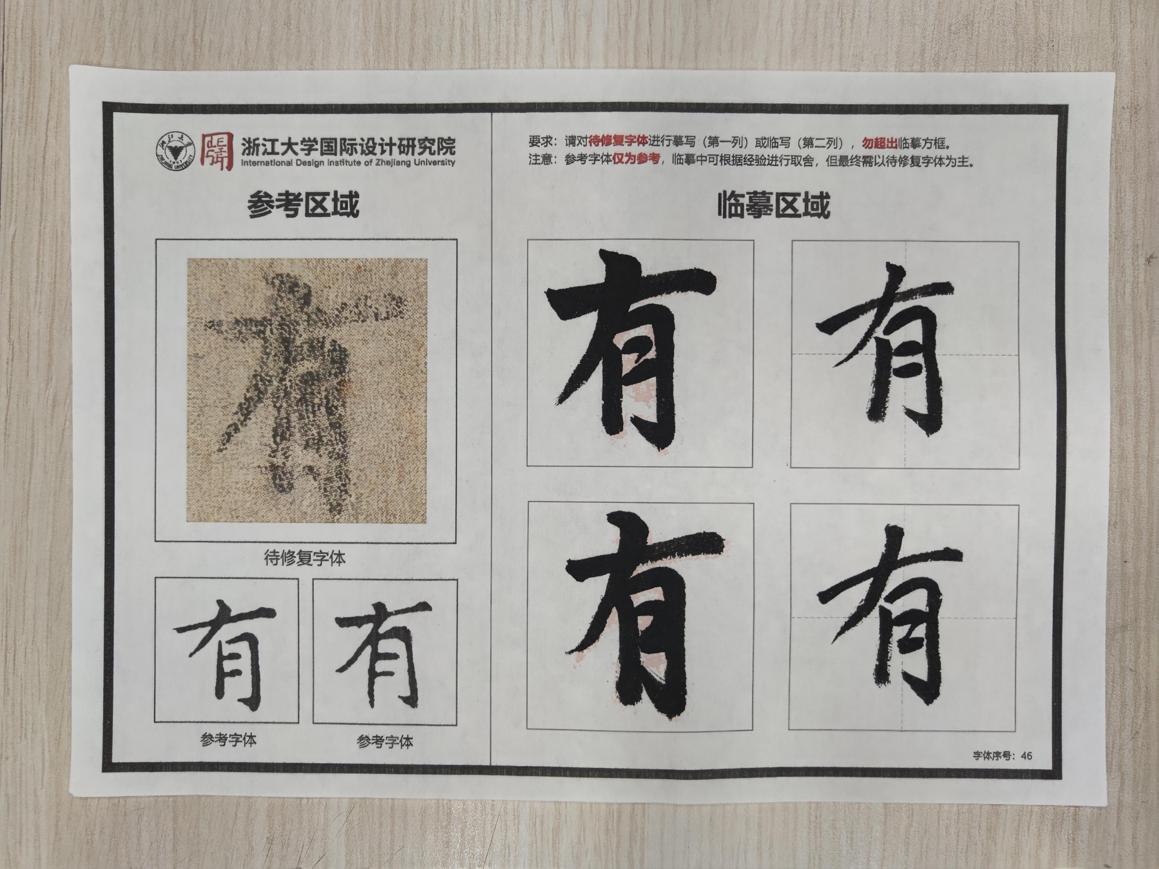 浙江大学国际设计研究院
International Design Institute of Zhejiang University
参考区域
有
待修复字体
有 有
参考字体 参考字体
要求：请对待修复字体进行摹写（第一列）或临写（第二列），勿超出临摹方框。
注意：参考字体仅为参考，临摹中可根据经验进行取舍，但最终需以待修复字体为主。
临摹区域
有 有
有 有
字体序号：46